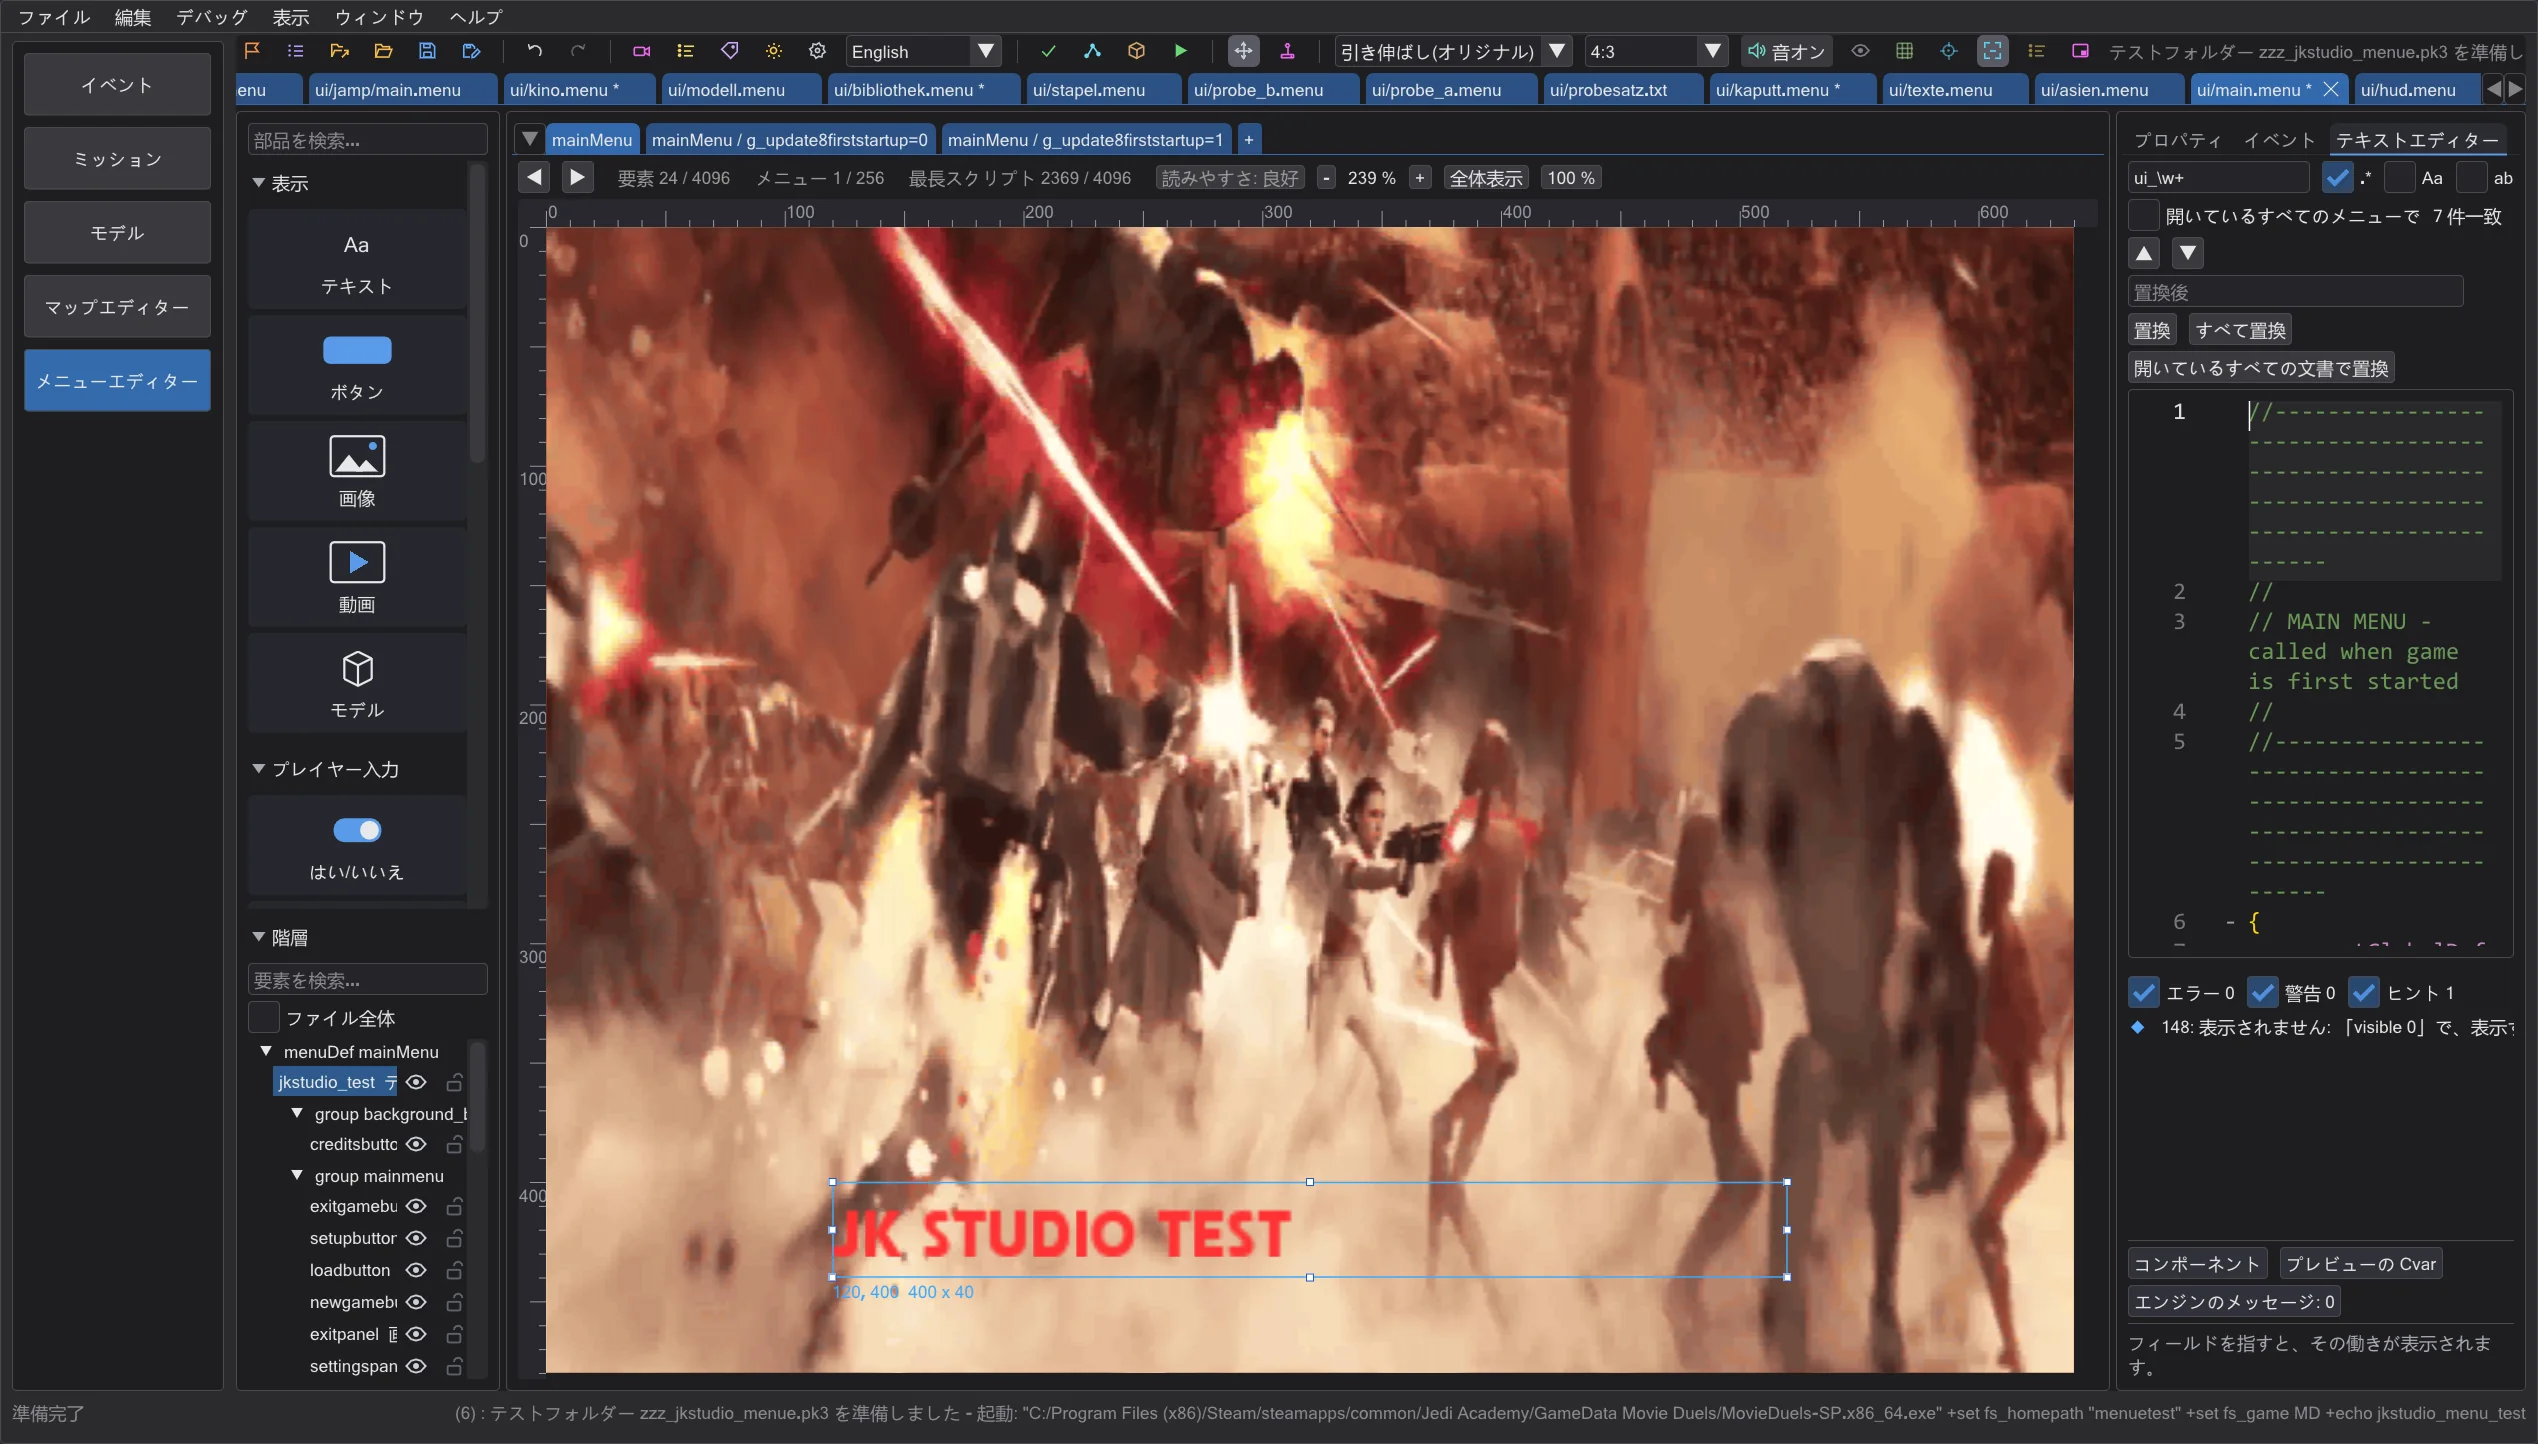 ファイル 編集 デバッグ 表示 ウィンドウ ヘルプ
English 引き伸ばし(オリジナル) 4:3 音オン テストフォルダー zzz_jkstudio_menue.pk3 を準備し
enu ui/jamp/main.menu ui/kino.menu * ui/modell.menu ui/bibliothek.menu * ui/stapel.menu ui/probe_b.menu ui/probe_a.menu ui/probesatz.txt ui/kaputt.menu * ui/texte.menu ui/asien.menu ui/main.menu * ui/hud.menu
イベント
ミッション
モデル
マップエディター
メニューエディター
部品を検索...
表示
Aa
テキスト
ボタン
画像
動画
モデル
プレイヤー入力
はい/いいえ
階層
要素を検索...
ファイル全体
menuDef mainMenu
jkstudio_test テ
group background_b
creditsbutto
group mainmenu
exitgamebu
setupbutton
loadbutton
newgamebu
exitpanel 画
settingspan
mainMenu mainMenu / g_update8firststartup=0 mainMenu / g_update8firststartup=1 +
要素 24 / 4096 メニュー 1 / 256 最長スクリプト 2369 / 4096 読みやすさ: 良好 - 239 % + 全体表示 100 %
0 100 200 300 400 500 600
0
100
200
300
400
JK STUDIO TEST
120, 400 400 x 40
プロパティ イベント テキストエディター
ui_\w+ .* Aa ab
開いているすべてのメニューで 7 件一致
置換後
置換 すべて置換
開いているすべての文書で置換
1 //----------------
------------------
------------------
------------------
------------------
------
2 //
3 // MAIN MENU -
called when game
is first started
4 //
5 //----------------
------------------
------------------
------------------
------------------
------
6 - {
エラー 0 警告 0 ヒント 1
148: 表示されません: 「visible 0」で、表示す
コンポーネント プレビューの Cvar
エンジンのメッセージ: 0
フィールドを指すと、その働きが表示されま
す。
準備完了 (6) : テストフォルダー zzz_jkstudio_menue.pk3 を準備しました - 起動: "C:/Program Files (x86)/Steam/steamapps/common/Jedi Academy/GameData Movie Duels/MovieDuels-SP.x86_64.exe" +set fs_homepath "menuetest" +set fs_game MD +echo jkstudio_menu_test